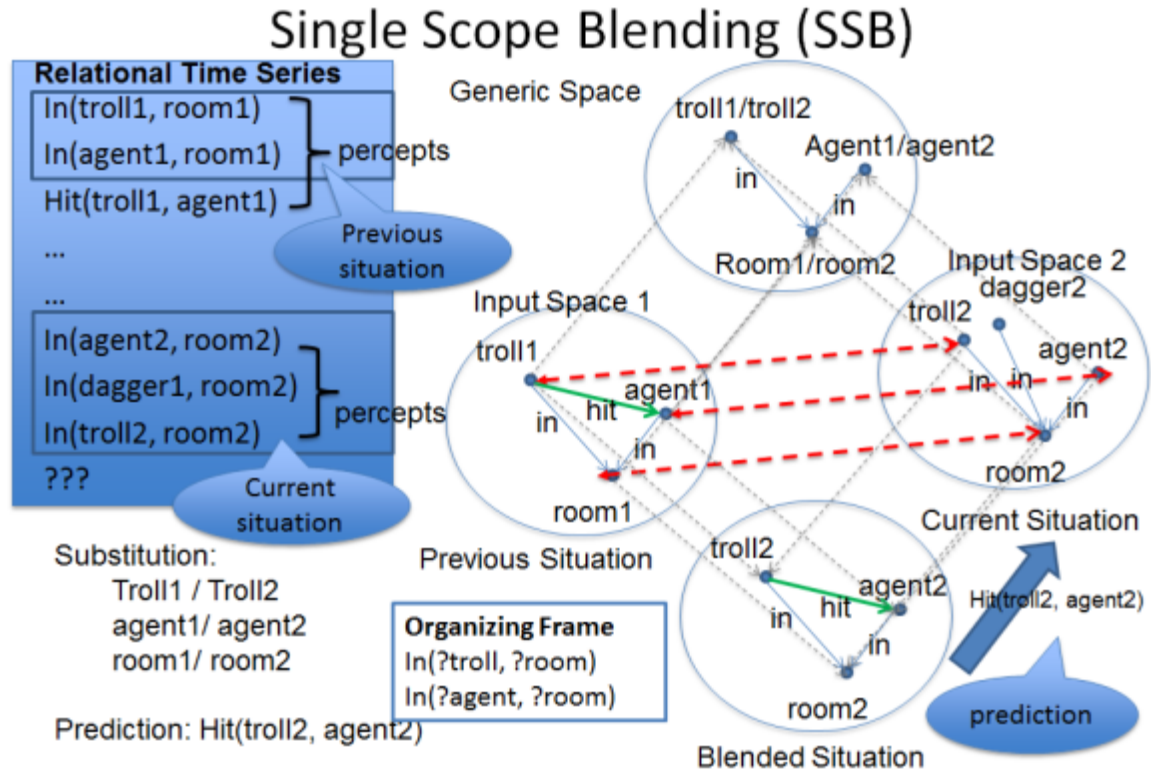 Single Scope Blending (SSB)
Relational Time Series
In(troll1, room1)
In(agent1, room1)
percepts
Hit(troll1, agent1)
Previous
situation
...
...
In(agent2, room2)
In(dagger1, room2)
percepts
In(troll2, room2)
???
Current
situation
Substitution:
Troll1 / Troll2
agent1/ agent2
room1/ room2
Prediction: Hit(troll2, agent2)
Generic Space
troll1/troll2
Agent1/agent2
in
in
Room1/room2
Input Space 1
troll1
agent1
hit
in
in
room1
Previous Situation
Input Space 2
dagger2
troll2
agent2
in
in
in
room2
Current Situation
Organizing Frame
In(?troll, ?room)
In(?agent, ?room)
troll2
agent2
hit
in
in
room2
Blended Situation
Hit(troll2, agent2)
prediction